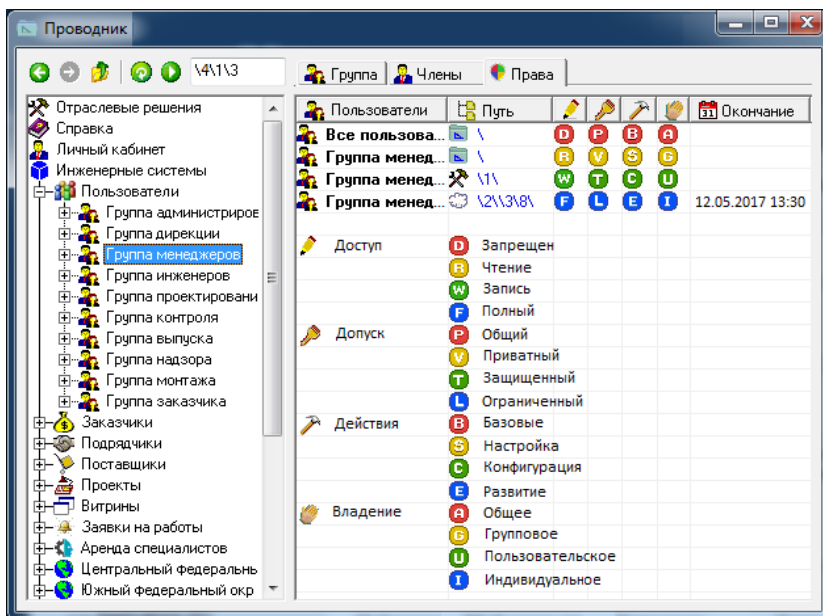 Проводник
\4\1\3
Группа Члены Права
Отраслевые решения
Справка
Личный кабинет
Инженерные системы
Пользователи
Группа администриров
Группа дирекции
Группа менеджеров
Группа инженеров
Группа проектировани
Группа контроля
Группа выпуска
Группа надзора
Группа монтажа
Группа заказчика
Заказчики
Подрядчики
Поставщики
Проекты
Витрины
Заявки на работы
Аренда специалистов
Центральный федеральнь
Южный федеральный окр
Пользователи Путь 31 Окончание
Все пользова... \ D P B A
Группа менед... \ R V S G
Группа менед... \1\ W T C U
Группа менед... \2\\3\8\ F L E I 12.05.2017 13:30
Доступ D Запрещен
R Чтение
W Запись
F Полный
Допуск P Общий
V Приватный
T Защищенный
L Ограниченный
Действия B Базовые
S Настройка
C Конфигурация
E Развитие
Владение A Общее
G Групповое
U Пользовательское
I Индивидуальное